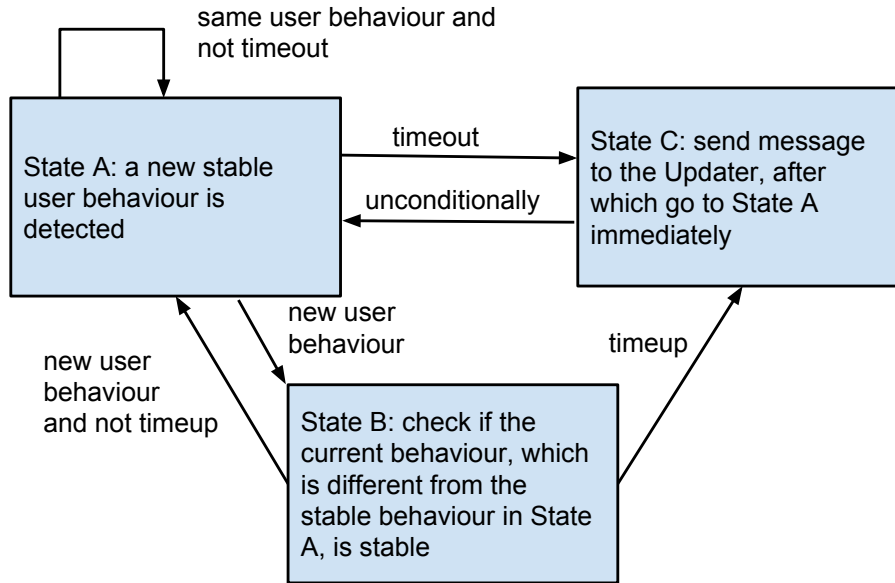 same user behaviour and
not timeout
State A: a new stable
user behaviour is
detected
timeout
unconditionally
State C: send message
to the Updater, after
which go to State A
immediately
new user
behaviour
timeup
new user
behaviour
and not timeup
State B: check if the
current behaviour, which
is different from the
stable behaviour in State
A, is stable